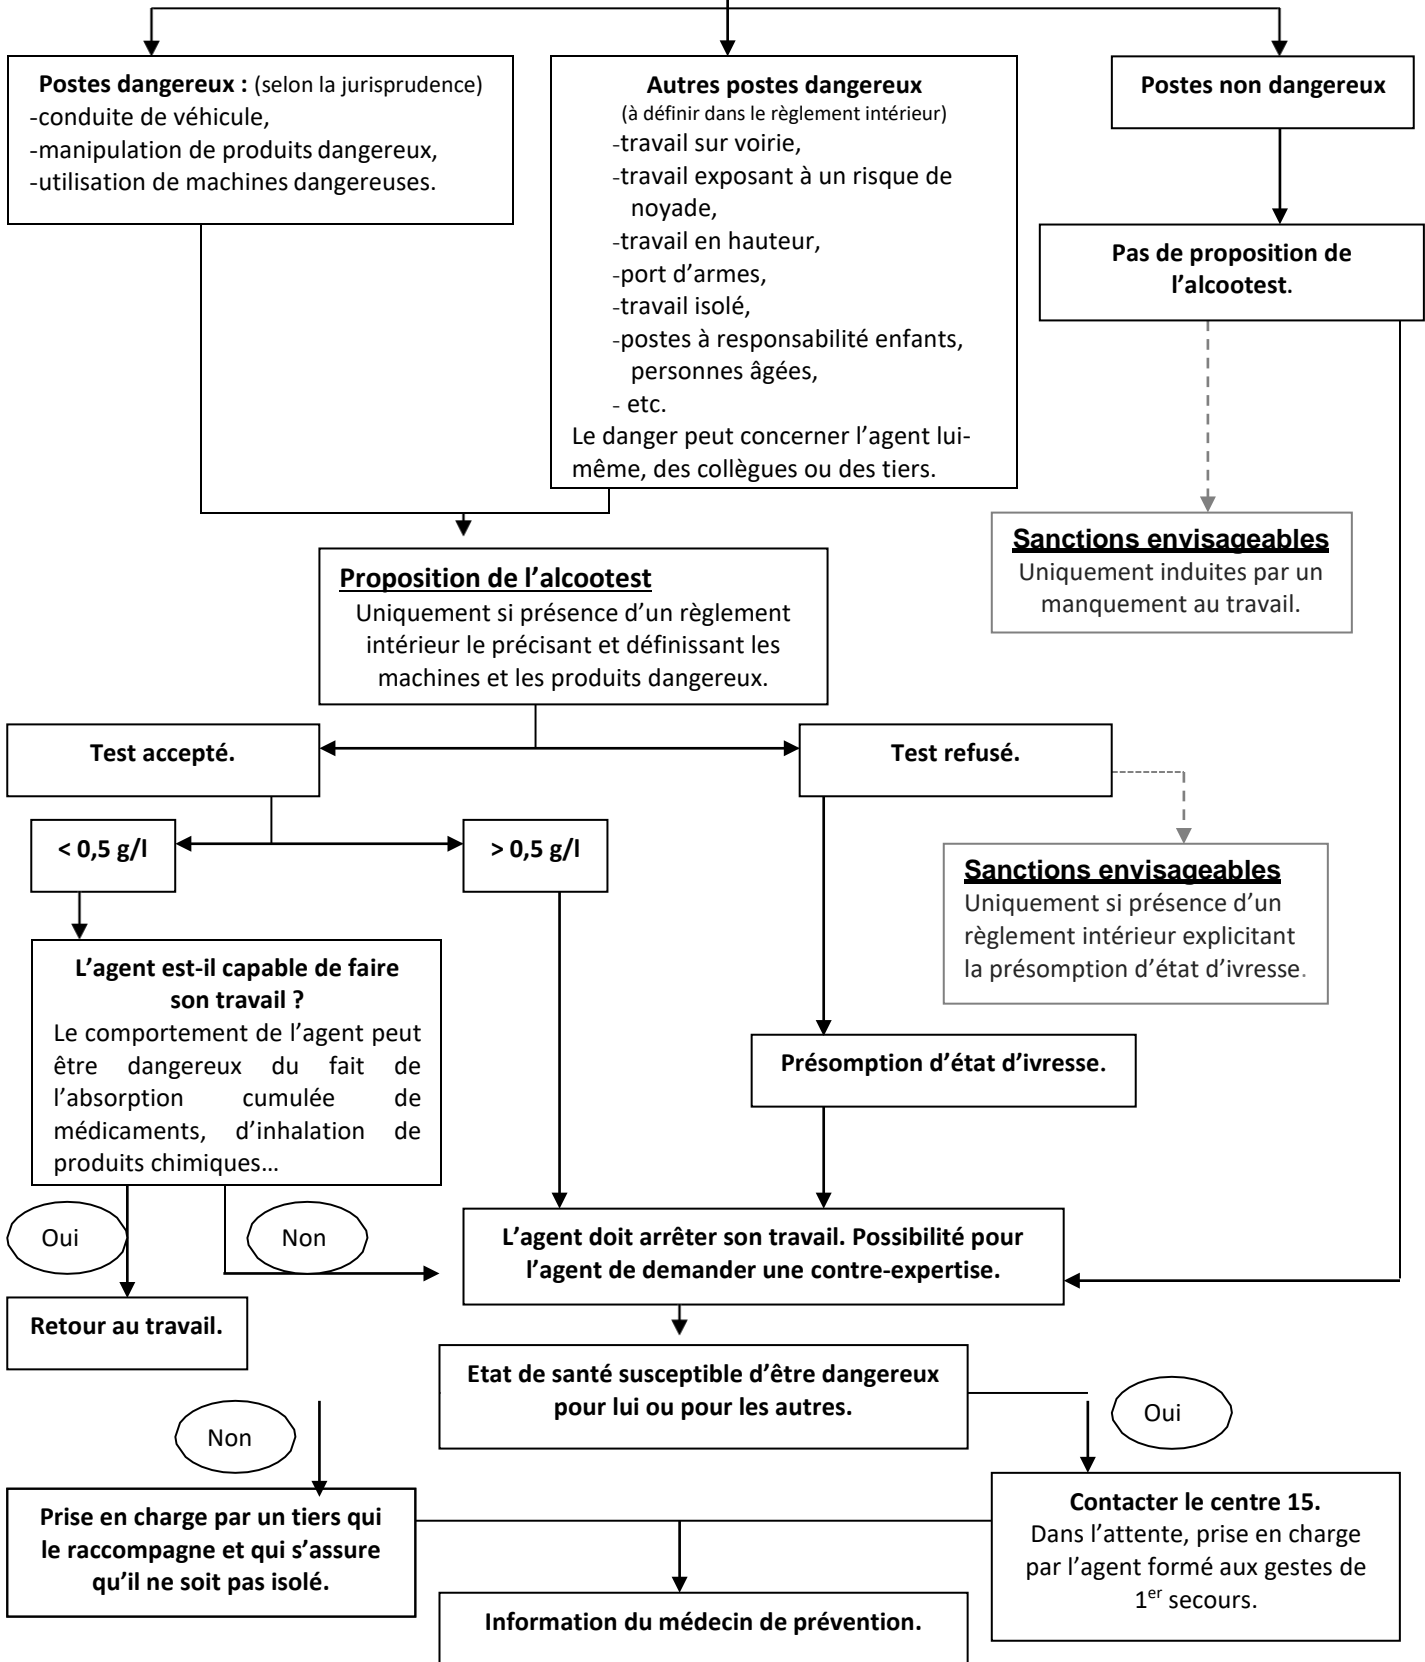 Postes dangereux : (selon la jurisprudence)
-conduite de véhicule,
-manipulation de produits dangereux,
-utilisation de machines dangereuses.
Autres postes dangereux
(à définir dans le règlement intérieur)
-travail sur voirie,
-travail exposant à un risque de
noyade,
-travail en hauteur,
-port d’armes,
-travail isolé,
-postes à responsabilité enfants,
personnes âgées,
- etc.
Le danger peut concerner l’agent lui-
même, des collègues ou des tiers.
Postes non dangereux
Pas de proposition de
l’alcootest.
Sanctions envisageables
Uniquement induites par un
manquement au travail.
Proposition de l’alcootest
Uniquement si présence d’un règlement
intérieur le précisant et définissant les
machines et les produits dangereux.
Test accepté.
Test refusé.
< 0,5 g/l
> 0,5 g/l
Sanctions envisageables
Uniquement si présence d’un
règlement intérieur explicitant
la présomption d’état d’ivresse.
L’agent est-il capable de faire
son travail ?
Le comportement de l’agent peut
être dangereux du fait de
l’absorption cumulée de
médicaments, d’inhalation de
produits chimiques…
Présomption d’état d’ivresse.
Oui
Non
L’agent doit arrêter son travail. Possibilité pour
l’agent de demander une contre-expertise.
Retour au travail.
Etat de santé susceptible d’être dangereux
pour lui ou pour les autres.
Non
Oui
Prise en charge par un tiers qui
le raccompagne et qui s’assure
qu’il ne soit pas isolé.
Contacter le centre 15.
Dans l’attente, prise en charge
par l’agent formé aux gestes de
1er secours.
Information du médecin de prévention.